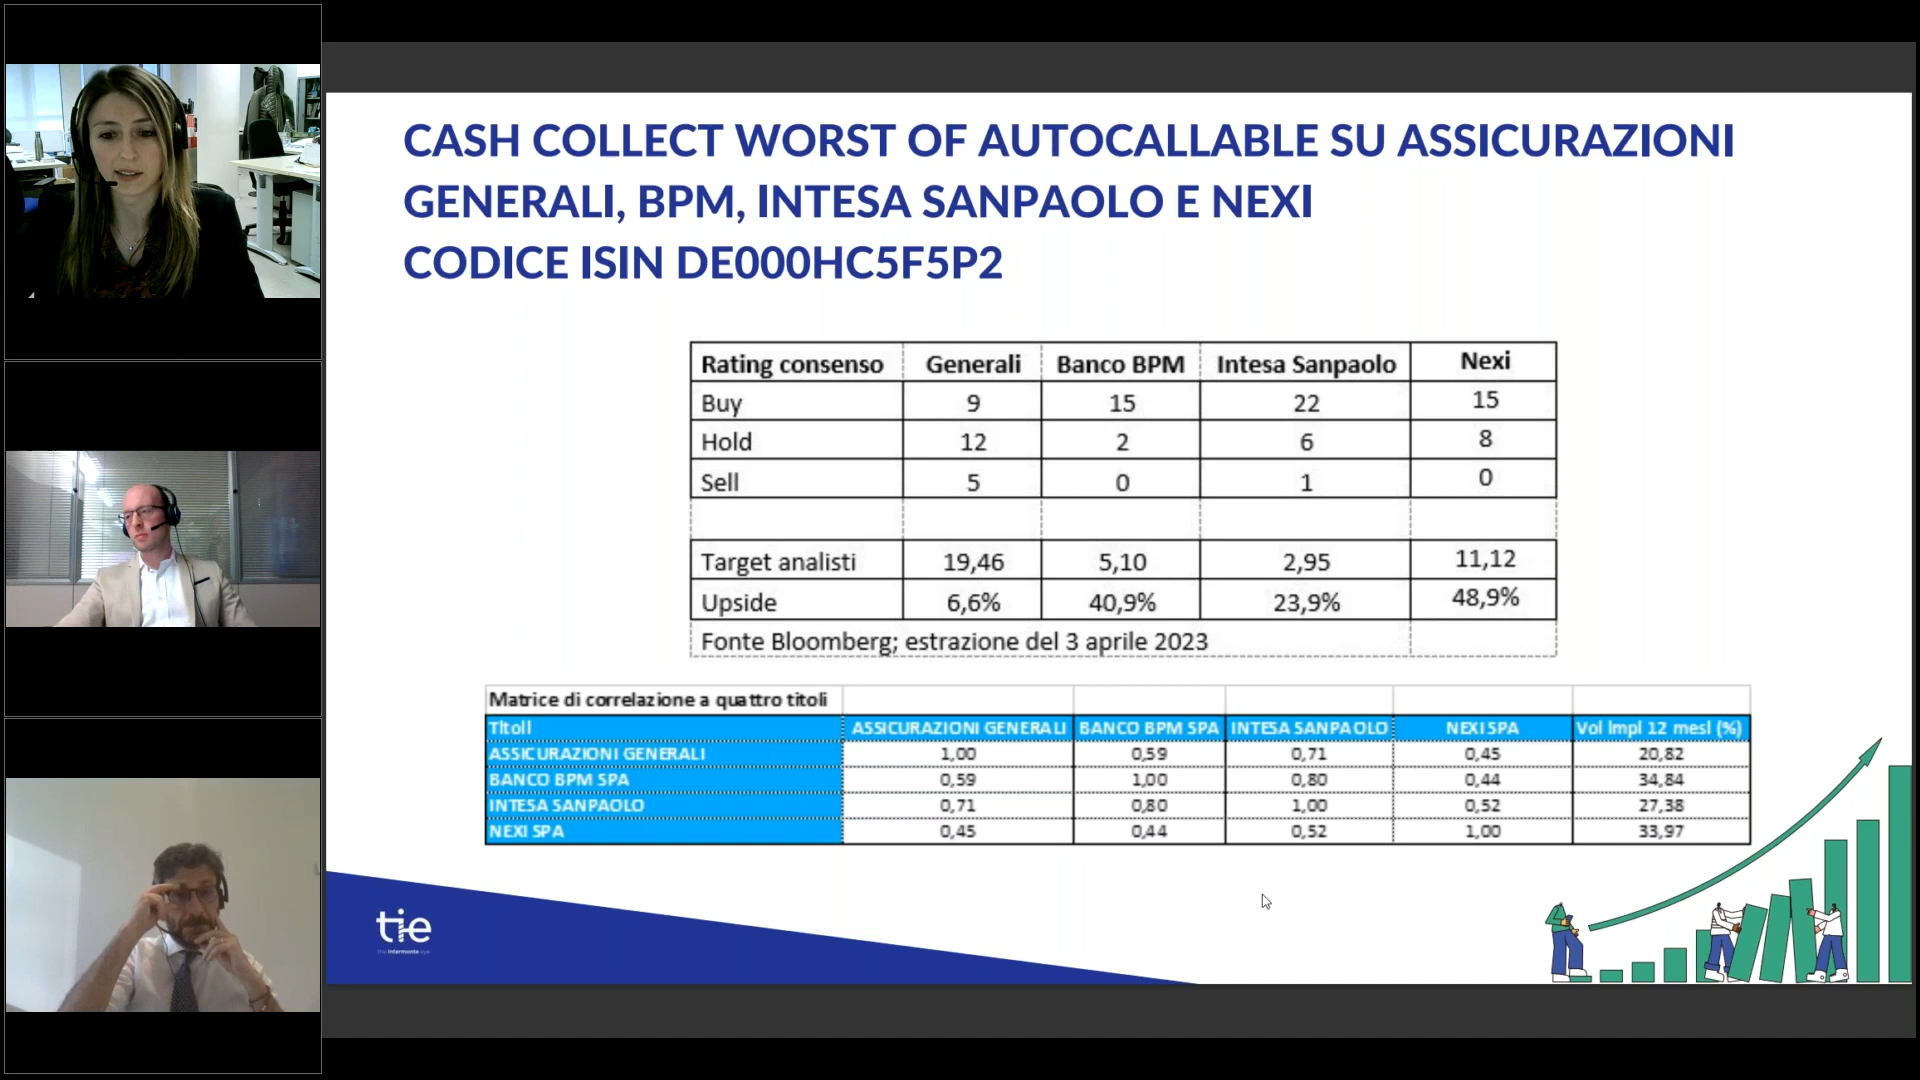 CASH COLLECT WORST OF AUTOCALLABLE SU ASSICURAZIONI
GENERALI, BPM, INTESA SANPAOLO E NEXI
CODICE ISIN DE000HC5F5P2
Rating consenso Generali Banco BPM Intesa Sanpaolo Nexi
Buy 9 15 22 15
Hold 12 2 6 8
Sell 5 0 1 0
Target analisti 19,46 5,10 2,95 11,12
Upside 6,6% 40,9% 23,9% 48,9%
Fonte Bloomberg; estrazione del 3 aprile 2023
Matrice di correlazione a quattro titoli
Titoli ASSICURAZIONI GENERALI BANCO BPM SPA INTESA SANPAOLO NEXI SPA Vol Impl 12 mesi (%)
ASSICURAZIONI GENERALI 1,00 0,59 0,71 0,45 20,82
BANCO BPM SPA 0,59 1,00 0,80 0,44 34,84
INTESA SANPAOLO 0,71 0,80 1,00 0,52 27,38
NEXI SPA 0,45 0,44 0,52 1,00 33,97
tie
the intermonte eye